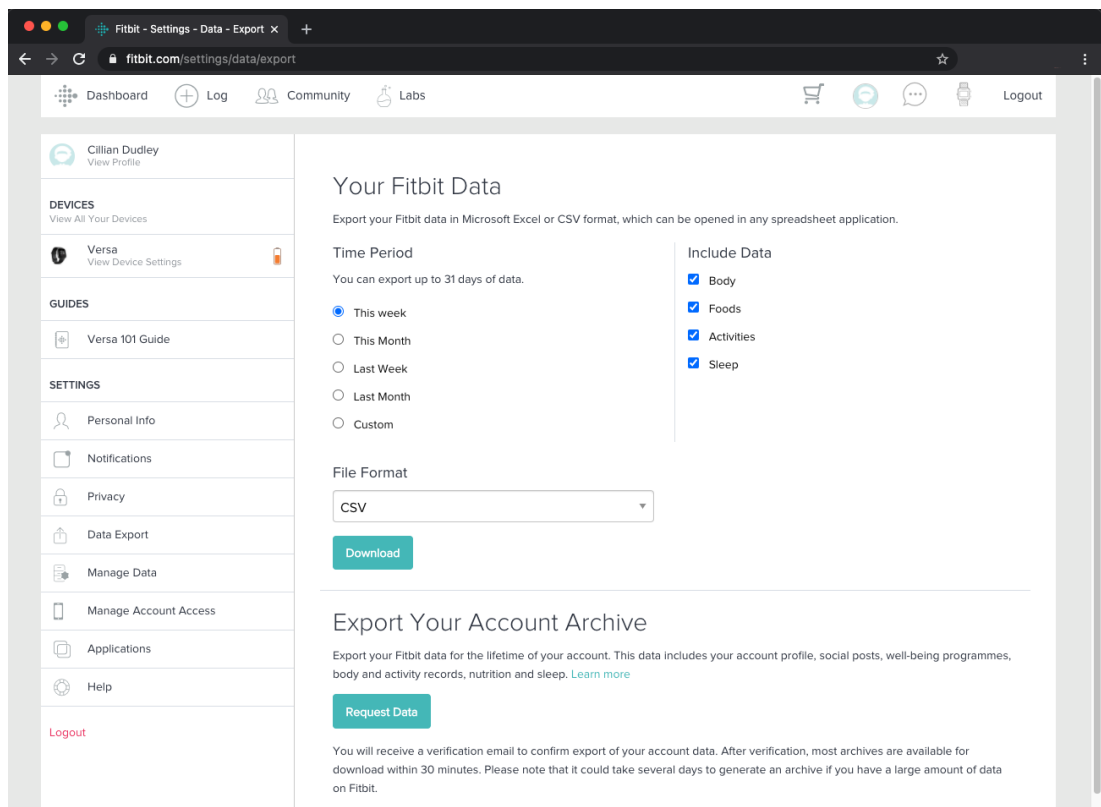 Fitbit - Settings - Data - Export
fitbit.com/settings/data/export
Dashboard Log Community Labs Logout
Cillian Dudley
View Profile
DEVICES
View All Your Devices
Versa
View Device Settings
GUIDES
Versa 101 Guide
SETTINGS
Personal Info
Notifications
Privacy
Data Export
Manage Data
Manage Account Access
Applications
Help
Logout
Your Fitbit Data
Export your Fitbit data in Microsoft Excel or CSV format, which can be opened in any spreadsheet application.
Time Period
You can export up to 31 days of data.
This week
This Month
Last Week
Last Month
Custom
Include Data
Body
Foods
Activities
Sleep
File Format
CSV
Download
Export Your Account Archive
Export your Fitbit data for the lifetime of your account. This data includes your account profile, social posts, well-being programmes,
body and activity records, nutrition and sleep. Learn more
Request Data
You will receive a verification email to confirm export of your account data. After verification, most archives are available for
download within 30 minutes. Please note that it could take several days to generate an archive if you have a large amount of data
on Fitbit.